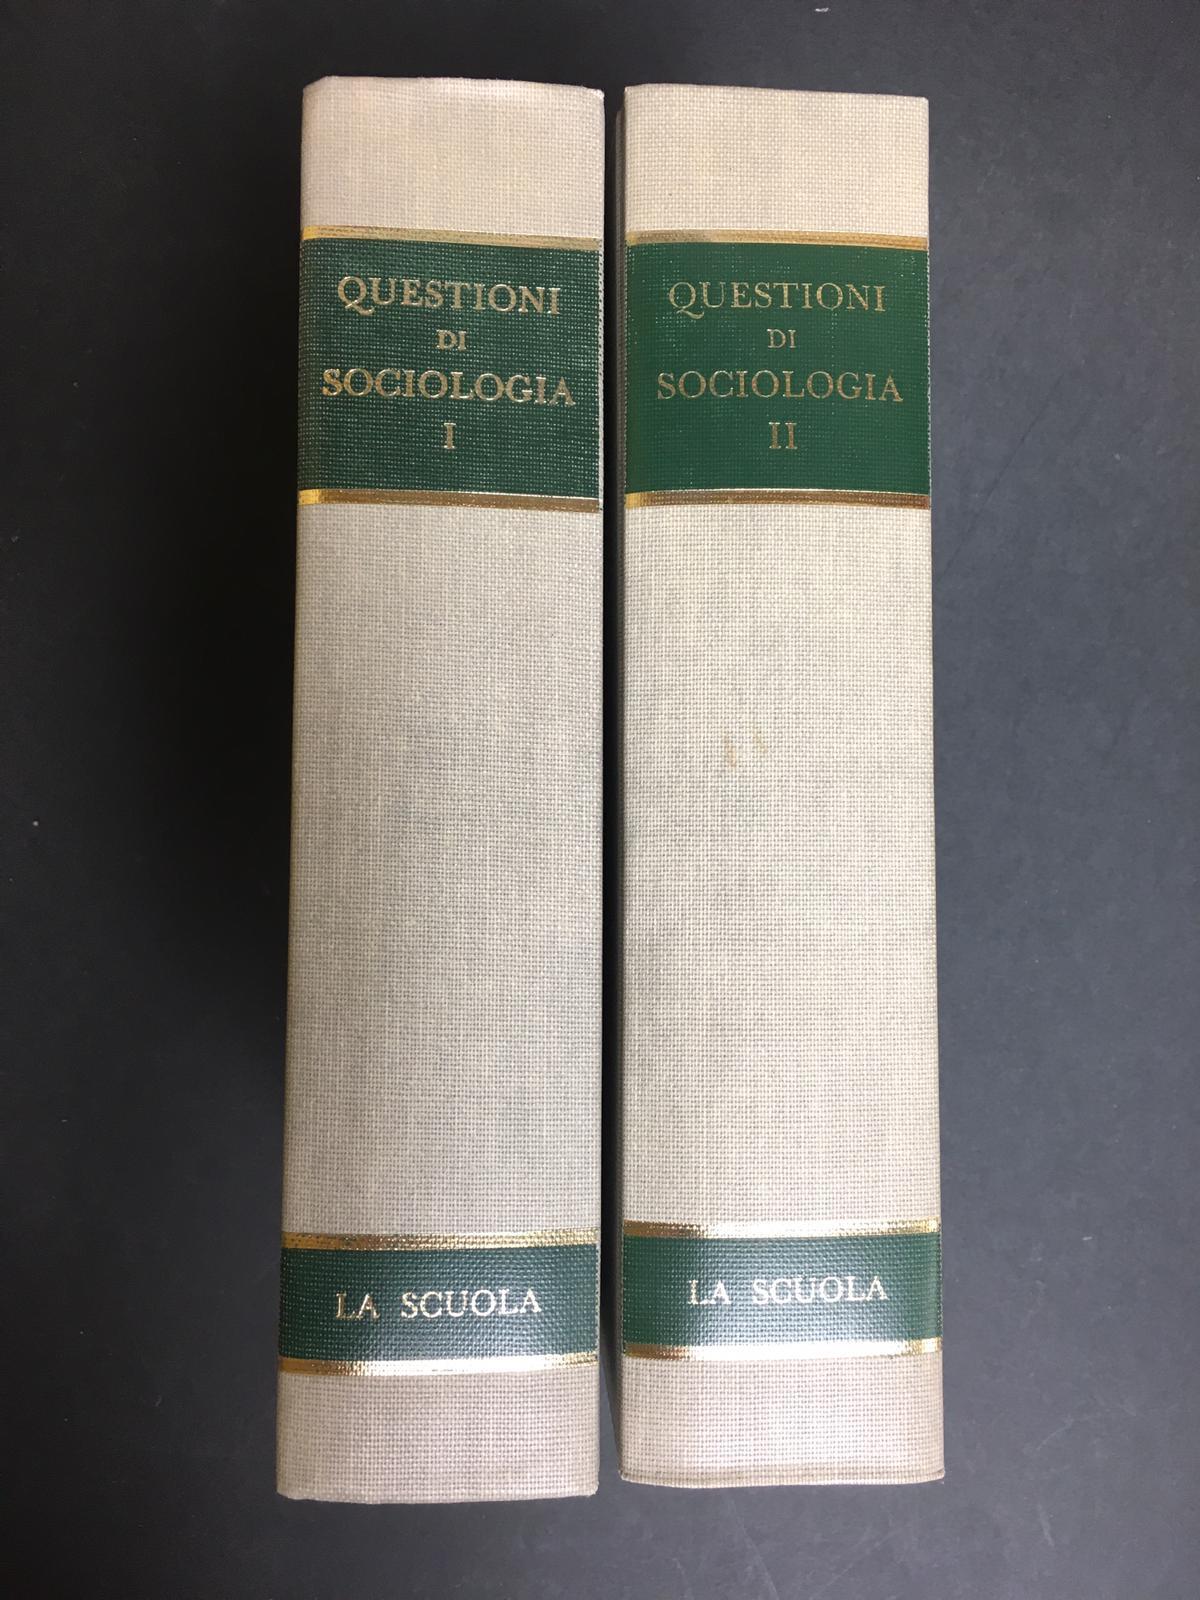 QUESTIONI
DI
SOCIOLOGIA
I
LA SCUOLA
QUESTIONI
DI
SOCIOLOGIA
II
LA SCUOLA